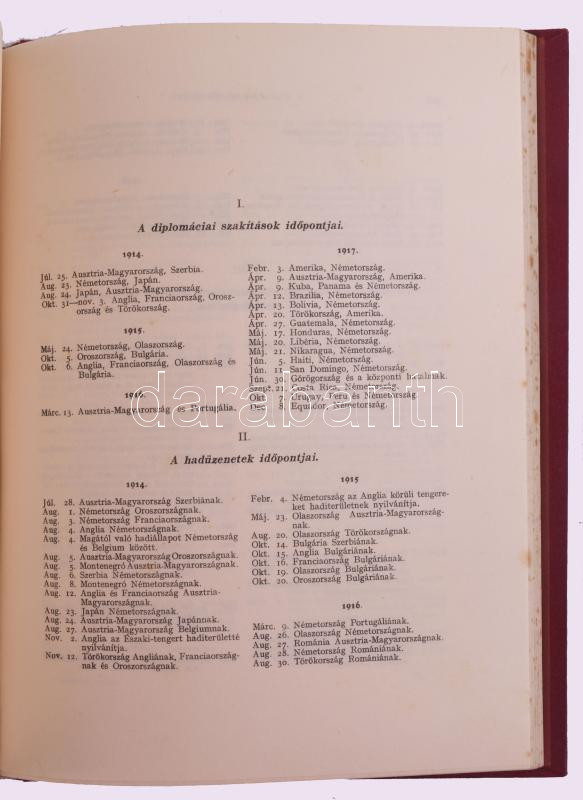 I.
A diplomáciai szakítások időpontjai.
1914.
Júl. 25. Ausztria-Magyarország, Szerbia.
Aug. 23. Németország, Japán.
Aug. 24. Japán, Ausztria-Magyarország.
Okt. 31—nov. 3. Anglia, Franciaország, Orosz-
ország és Törökország.
1915.
Máj. 24. Németország, Olaszország.
Okt. 5. Oroszország, Bulgária.
Okt. 6. Anglia, Franciaország, Olaszország és
Bulgária.
1916.
Márc. 13. Ausztria-Magyarország és Portugália.
1917.
Febr. 3. Amerika, Németország.
Ápr. 9. Ausztria-Magyarország, Amerika.
Ápr. 9. Kuba, Panama és Németország.
Ápr. 12. Brazília, Németország.
Ápr. 13. Bolivia, Németország.
Ápr. 20. Törökország, Amerika.
Ápr. 27. Guatemala, Németország.
Máj. 17. Honduras, Németország.
Máj. 20. Libéria, Németország.
Máj. 21. Nikaragua, Németország.
Jún. 5. Haiti, Németország.
Jún. 11. San Domingo, Németország.
Jún. 30. Görögország és a központi hatalmak.
Szept. 21. Costa Rica, Németország.
Okt. 7. Urugay, Peru és Németország.
Dec. 8. Equador, Németország.
darabanth
II.
A hadüzenetek időpontjai.
1914.
Júl. 28. Ausztria-Magyarország Szerbiának.
Aug. 1. Németország Oroszországnak.
Aug. 3. Németország Franciaországnak.
Aug. 4. Anglia Németországnak.
Aug. 4. Magától való hadiállapot Németország
és Belgium között.
Aug. 5. Ausztria-Magyarország Oroszországnak.
Aug. 5. Montenegró Ausztria-Magyarországnak.
Aug. 6. Szerbia Németországnak.
Aug. 8. Montenegró Németországnak.
Aug. 12. Anglia és Franciaország Ausztria-
Magyarországnak.
Aug. 23. Japán Németországnak.
Aug. 24. Ausztria-Magyarország Japánnak.
Aug. 27. Ausztria-Magyarország Belgiumnak.
Nov. 2. Anglia az Északi-tengert haditerületté
nyilvánítja.
Nov. 12. Törökország Angliának, Franciaország-
nak és Oroszországnak.
1915
Febr. 4. Németország az Anglia körüli tengere-
ket haditerületnek nyilvánítja.
Máj. 23. Olaszország Ausztria-Magyarország-
nak.
Aug. 20. Olaszország Törökországnak.
Okt. 14. Bulgária Szerbiának.
Okt. 15. Anglia Bulgáriának.
Okt. 16. Franciaország Bulgáriának.
Okt. 19. Olaszország Bulgáriának.
Okt. 20. Oroszország Bulgáriának.
1916.
Márc. 9. Németország Portugáliának.
Aug. 26. Olaszország Németországnak.
Aug. 27. Románia Ausztria-Magyarországnak.
Aug. 28. Németország Romániának.
Aug. 30. Törökország Romániának.